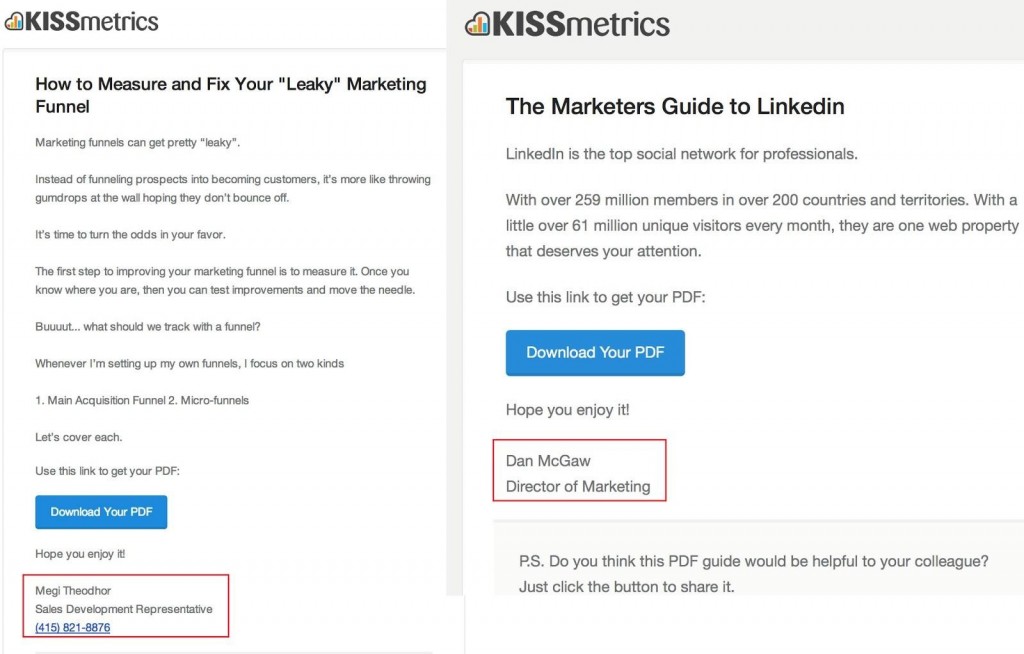 KISSmetrics
How to Measure and Fix Your "Leaky" Marketing
Funnel
Marketing funnels can get pretty “leaky”.
Instead of funneling prospects into becoming customers, it’s more like throwing
gumdrops at the wall hoping they don’t bounce off.
It’s time to turn the odds in your favor.
The first step to improving your marketing funnel is to measure it. Once you
know where you are, then you can test improvements and move the needle.
Buuuut... what should we track with a funnel?
Whenever I’m setting up my own funnels, I focus on two kinds
1. Main Acquisition Funnel 2. Micro-funnels
Let’s cover each.
Use this link to get your PDF:
Download Your PDF
Hope you enjoy it!
Megi Theodhor
Sales Development Representative
(415) 821-8876
KISSmetrics
The Marketers Guide to Linkedin
LinkedIn is the top social network for professionals.
With over 259 million members in over 200 countries and territories. With a
little over 61 million unique visitors every month, they are one web property
that deserves your attention.
Use this link to get your PDF:
Download Your PDF
Hope you enjoy it!
Dan McGaw
Director of Marketing
P.S. Do you think this PDF guide would be helpful to your colleague?
Just click the button to share it.